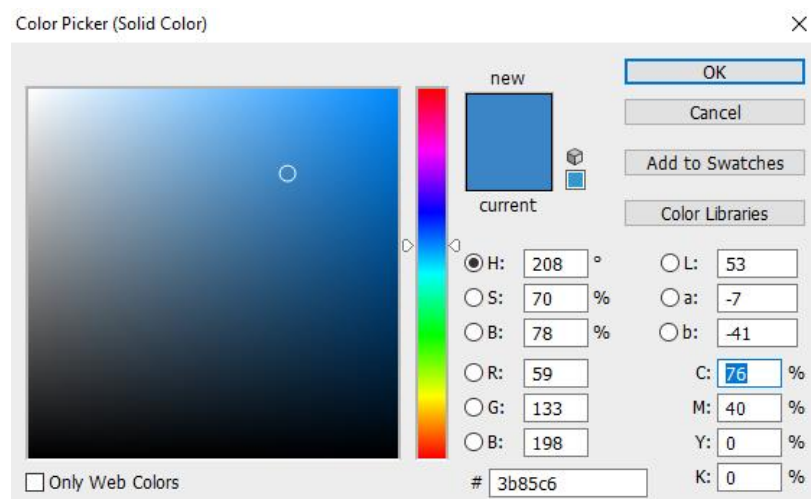 Color Picker (Solid Color)
new
current
OK
Cancel
Add to Swatches
Color Libraries
H: 208 °
S: 70 %
B: 78 %
R: 59
G: 133
B: 198
# 3b85c6
L: 53
a: -7
b: -41
C: 76 %
M: 40 %
Y: 0 %
K: 0 %
Only Web Colors